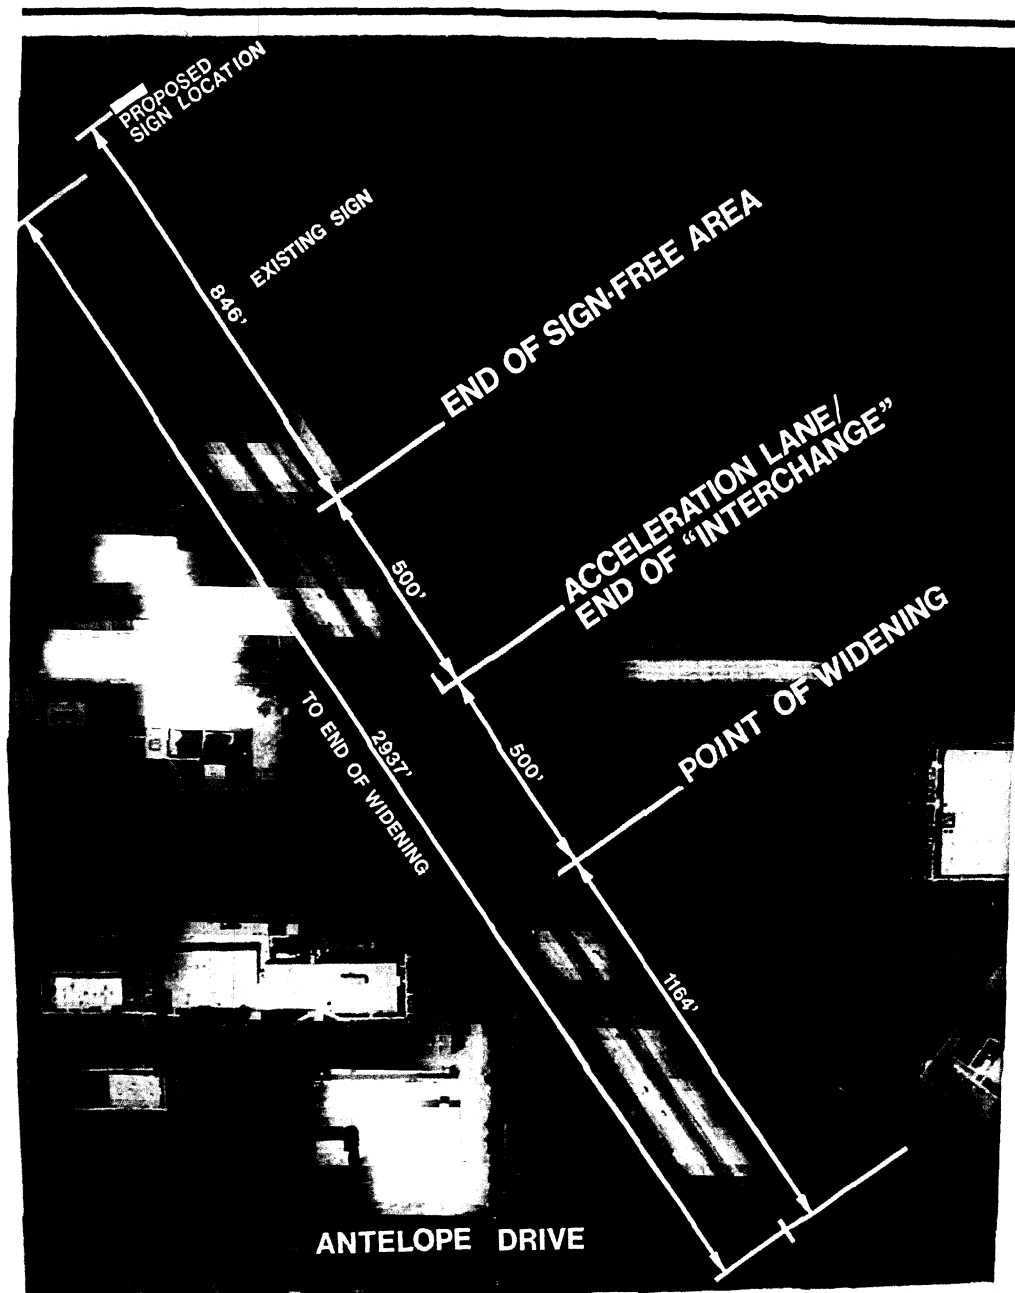 PROPOSED
SIGN LOCATION
EXISTING SIGN
846'
END OF SIGN-FREE AREA
ACCELERATION LANE/
END OF “INTERCHANGE”
500'
POINT OF WIDENING
500'
2937'
TO END OF WIDENING
1164'
ANTELOPE DRIVE